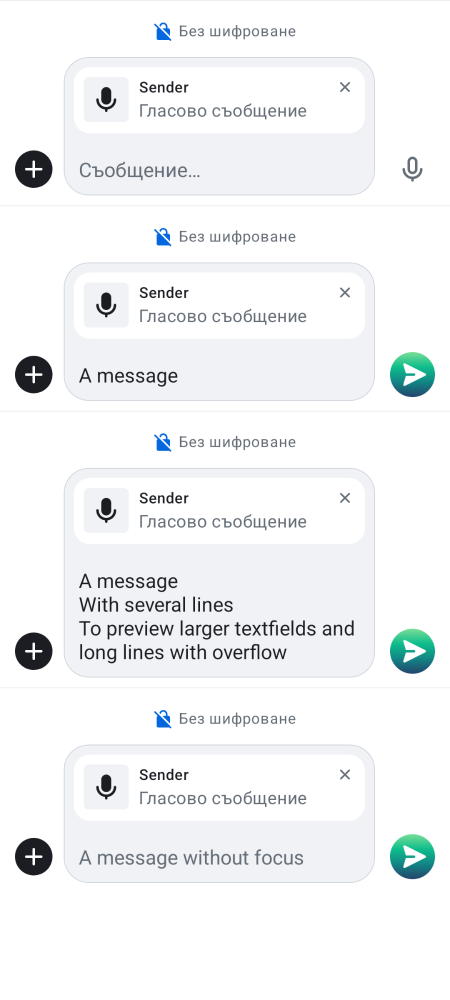 Без шифроване
Sender
Гласово съобщение
Съобщение…
Без шифроване
Sender
Гласово съобщение
A message
Без шифроване
Sender
Гласово съобщение
A message
With several lines
To preview larger textfields and
long lines with overflow
Без шифроване
Sender
Гласово съобщение
A message without focus